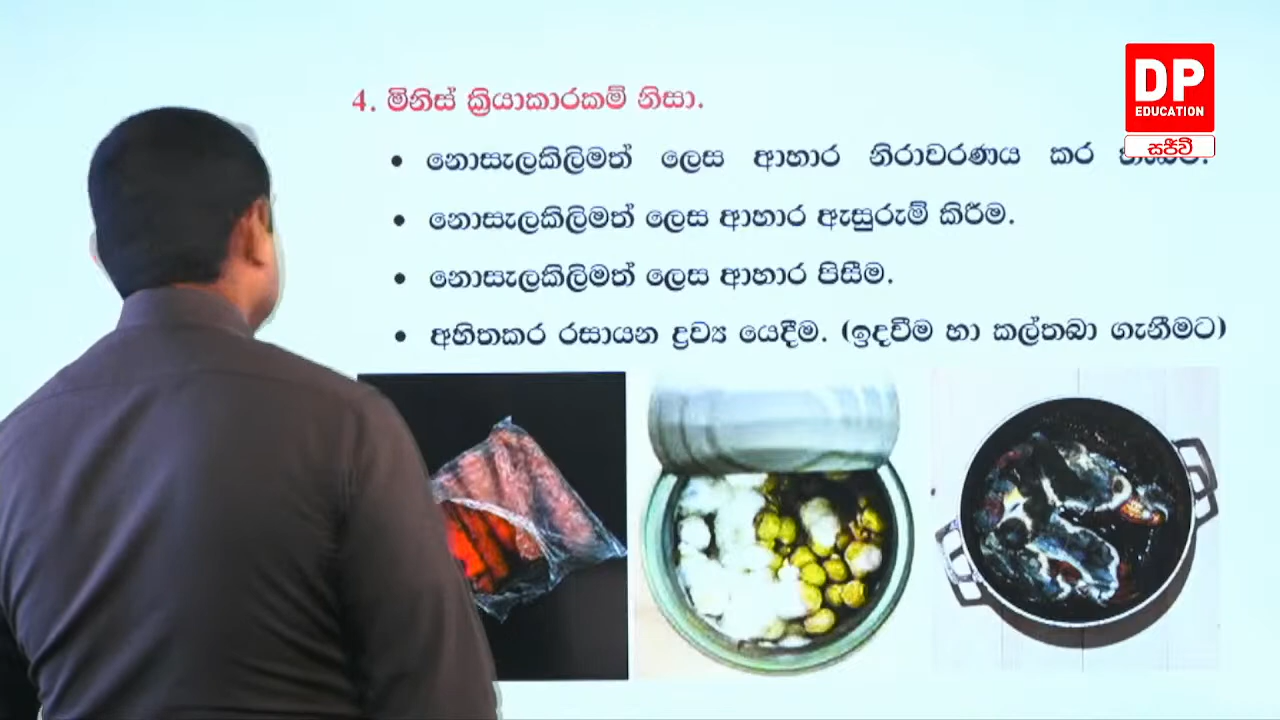 DP
EDUCATION
සජීවී
4. මිනිස් ක්‍රියාකාරකම් නිසා.
• නොසැලකිලිමත් ලෙස ආහාර නිරාවරණය කර
• නොසැලකිලිමත් ලෙස ආහාර ඇසුරුම් කිරීම.
• නොසැලකිලිමත් ලෙස ආහාර පිසීම.
• අහිතකර රසායන ද්‍රව්‍ය යෙදීම. (ඉදවීම හා කල්තබා ගැනීමට)